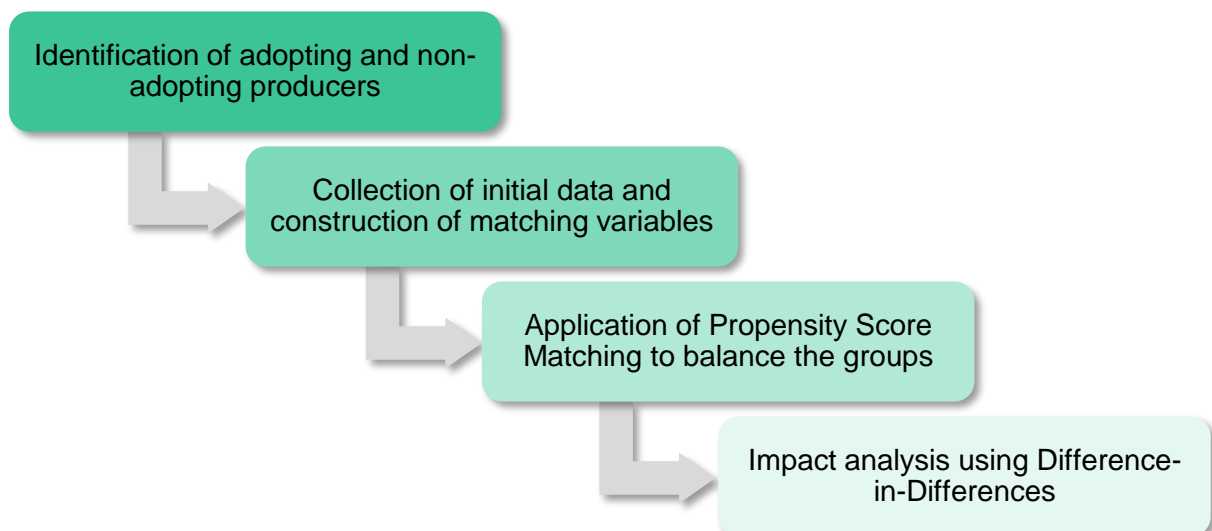 Identification of adopting and non-
adopting producers
Collection of initial data and
construction of matching variables
Application of Propensity Score
Matching to balance the groups
Impact analysis using Difference-
in-Differences